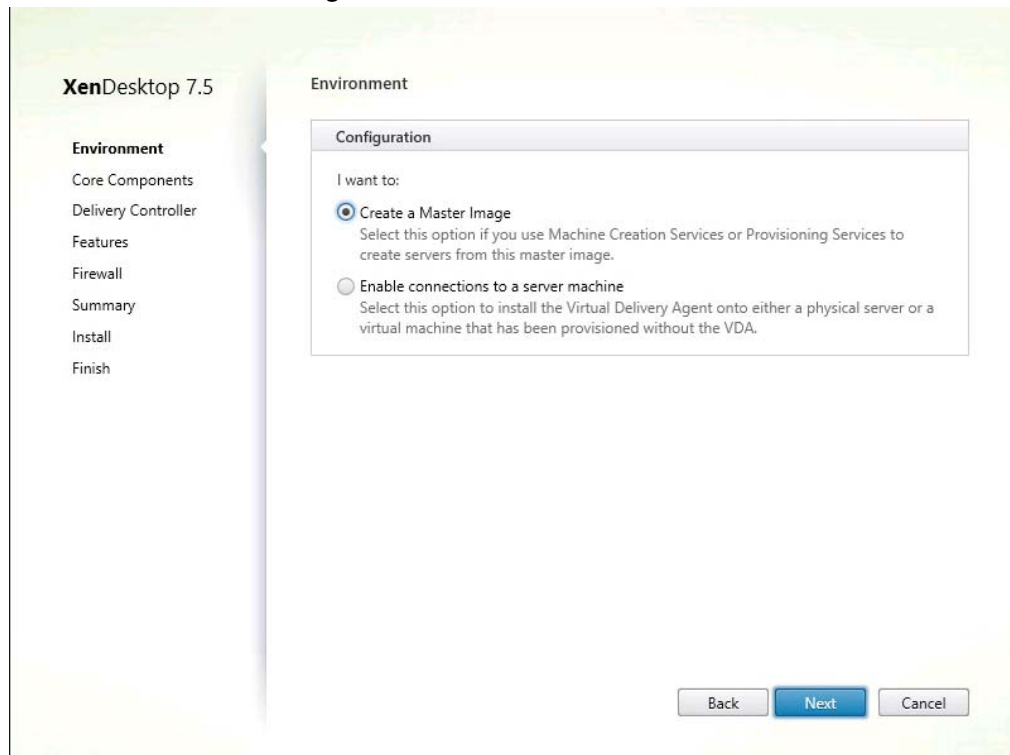 XenDesktop 7.5
Environment
Core Components
Delivery Controller
Features
Firewall
Summary
Install
Finish
Environment
Configuration
I want to:
Create a Master Image
Select this option if you use Machine Creation Services or Provisioning Services to
create servers from this master image.
Enable connections to a server machine
Select this option to install the Virtual Delivery Agent onto either a physical server or a
virtual machine that has been provisioned without the VDA.
Back
Next
Cancel